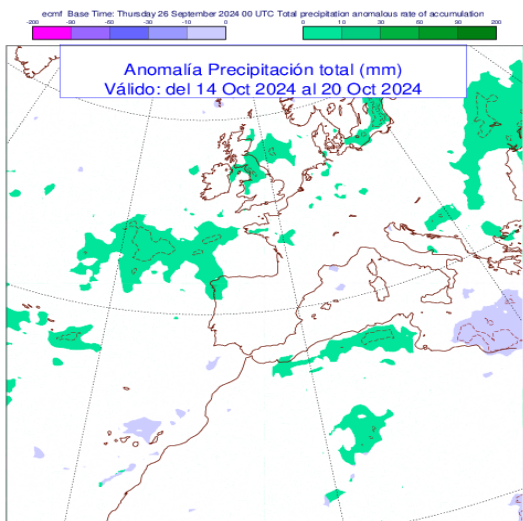 ecmf Base Time: Thursday 26 September 2024 00 UTC Total precipitation anomalous rate of accumulation
-200 -90 -60 -30 -10 0 0 10 30 60 90 200
Anomalía Precipitación total (mm)
Válido: del 14 Oct 2024 al 20 Oct 2024